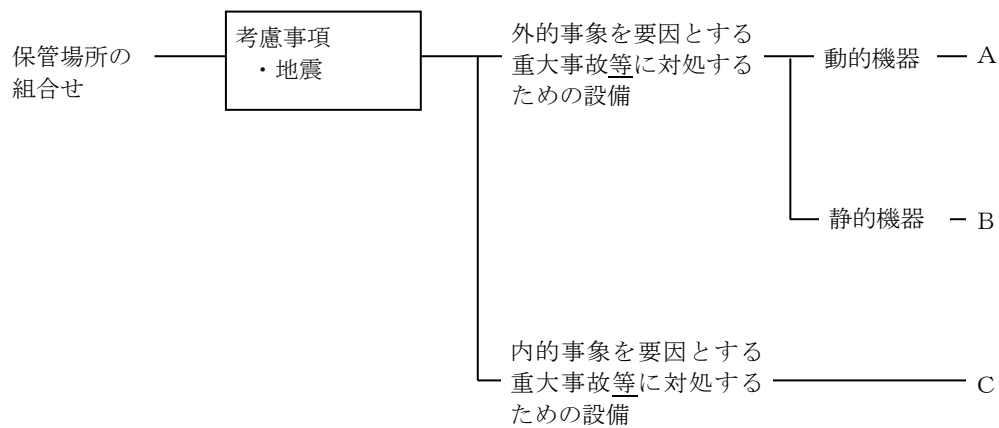 保管場所の
組合せ
考慮事項
・地震
外的事象を要因とする
重大事故等に対処する
ための設備
動的機器
A
静的機器
B
内的事象を要因とする
重大事故等に対処する
ための設備
C